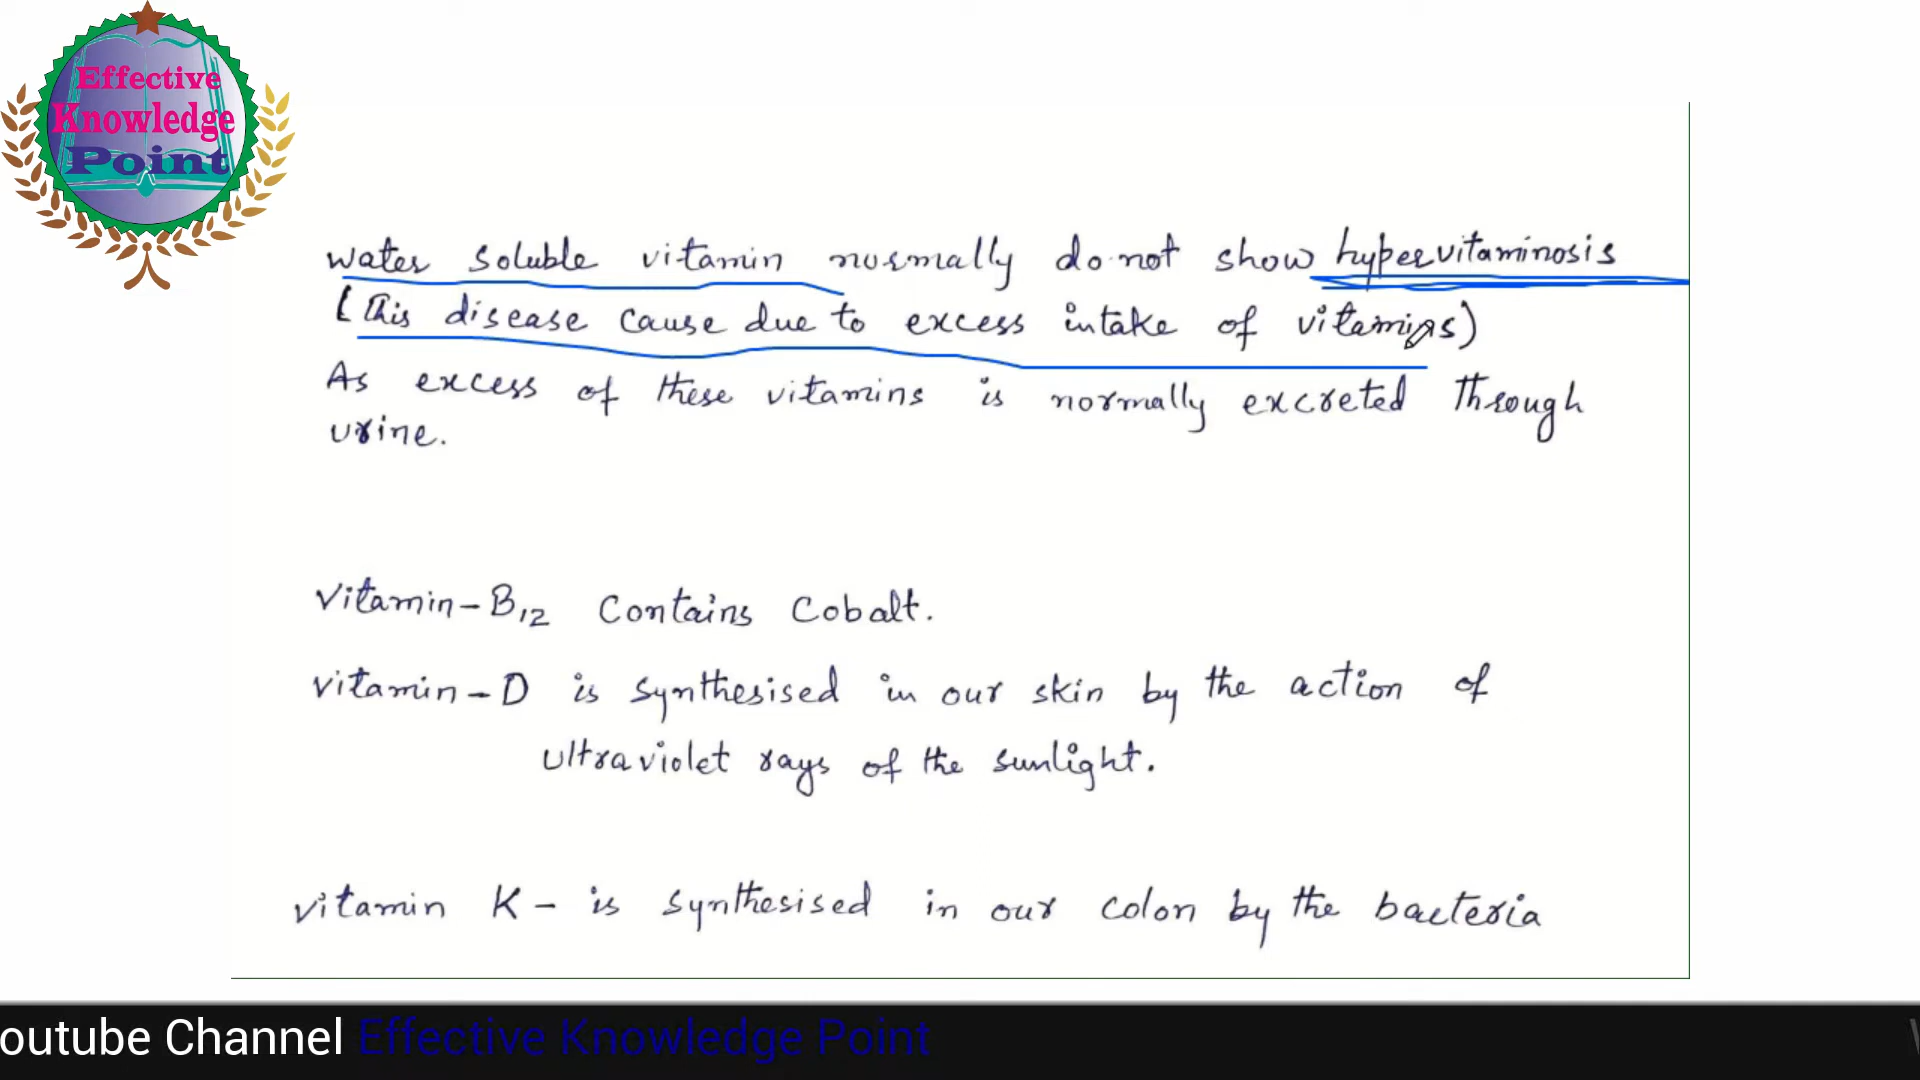 Effective
Knowledge
Point
water soluble vitamin normally do not show hypervitaminosis
(This disease cause due to excess intake of vitamins)
As excess of these vitamins is normally excreted through
urine.
Vitamin-B12 Contains Cobalt.
vitamin-D is synthesised in our skin by the action of
ultraviolet rays of the sunlight.
vitamin K- is synthesised in our colon by the bacteria
outube Channel Effective Knowledge Point